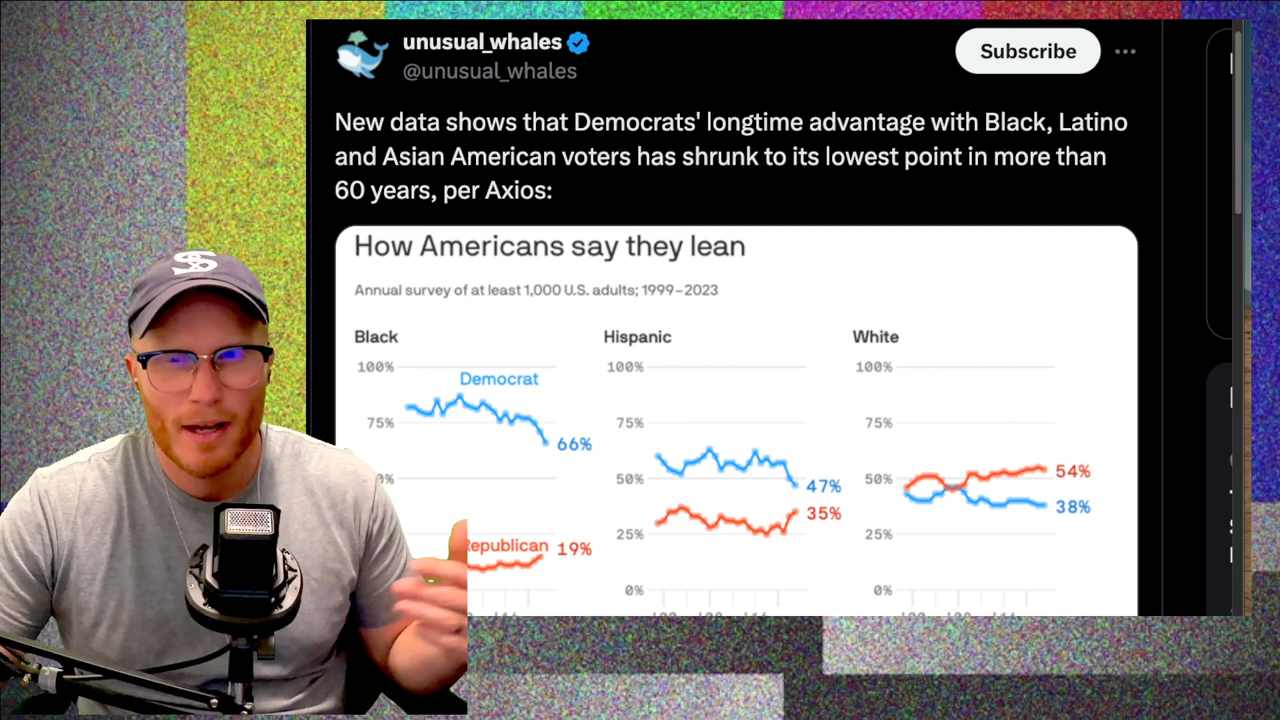 unusual_whales
@unusual_whales
Subscribe
New data shows that Democrats' longtime advantage with Black, Latino
and Asian American voters has shrunk to its lowest point in more than
60 years, per Axios:
How Americans say they lean
Annual survey of at least 1,000 U.S. adults; 1999–2023
Black
Hispanic
White
100%
100%
100%
Democrat
75%
75%
75%
66%
0%
50%
50%
54%
47%
38%
35%
25%
25%
Republican
19%
0%
0%
S